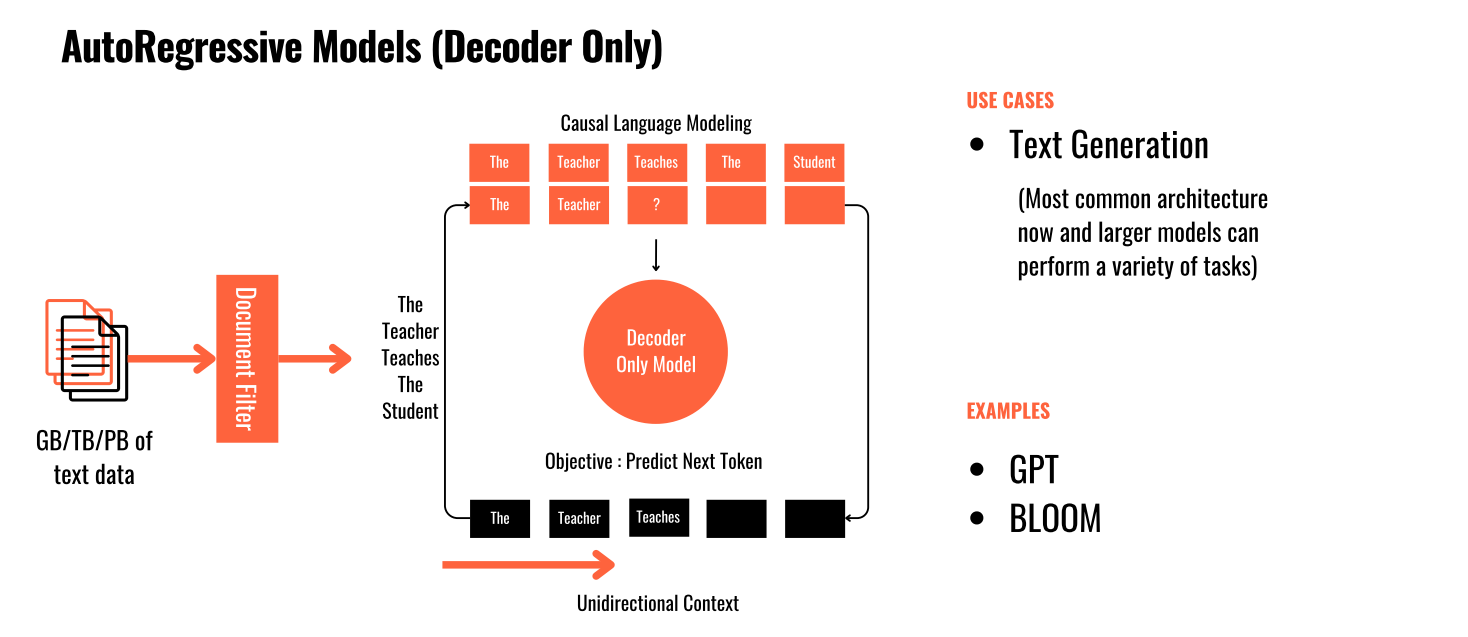 AutoRegressive Models (Decoder Only)
Causal Language Modeling
The Teacher Teaches The Student
The Teacher ?
Decoder
Only Model
Objective : Predict Next Token
The Teacher Teaches
Unidirectional Context
The
Teacher
Teaches
The
Student
Document Filter
GB/TB/PB of
text data
USE CASES
• Text Generation
(Most common architecture
now and larger models can
perform a variety of tasks)
EXAMPLES
• GPT
• BLOOM